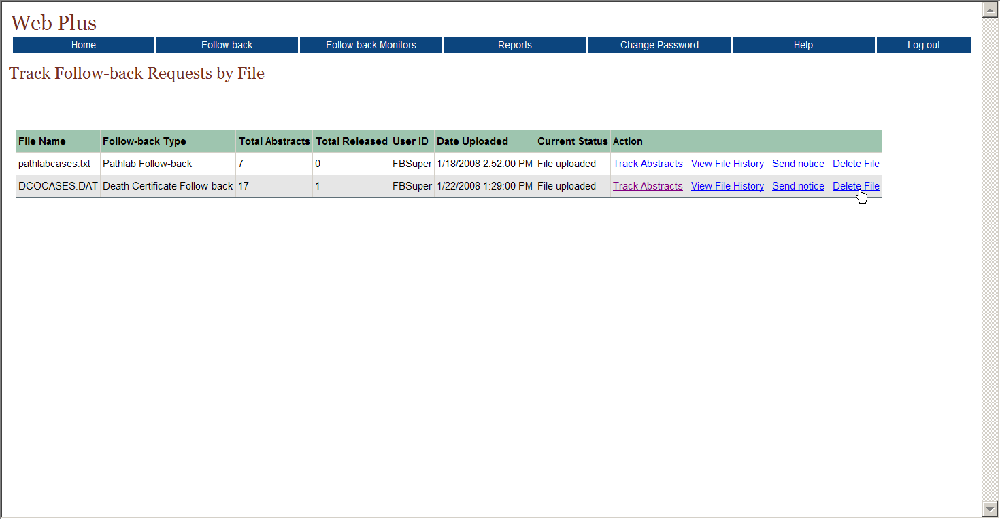 Web Plus
Home Follow-back Follow-back Monitors Reports Change Password Help Log out
Track Follow-back Requests by File
File Name Follow-back Type Total Abstracts Total Released User ID Date Uploaded Current Status Action
pathlabcases.txt Pathlab Follow-back 7 0 FBSuper 1/18/2008 2:52:00 PM File uploaded Track Abstracts View File History Send notice Delete File
DCOCASES.DAT Death Certificate Follow-back 17 1 FBSuper 1/22/2008 1:29:00 PM File uploaded Track Abstracts View File History Send notice Delete File